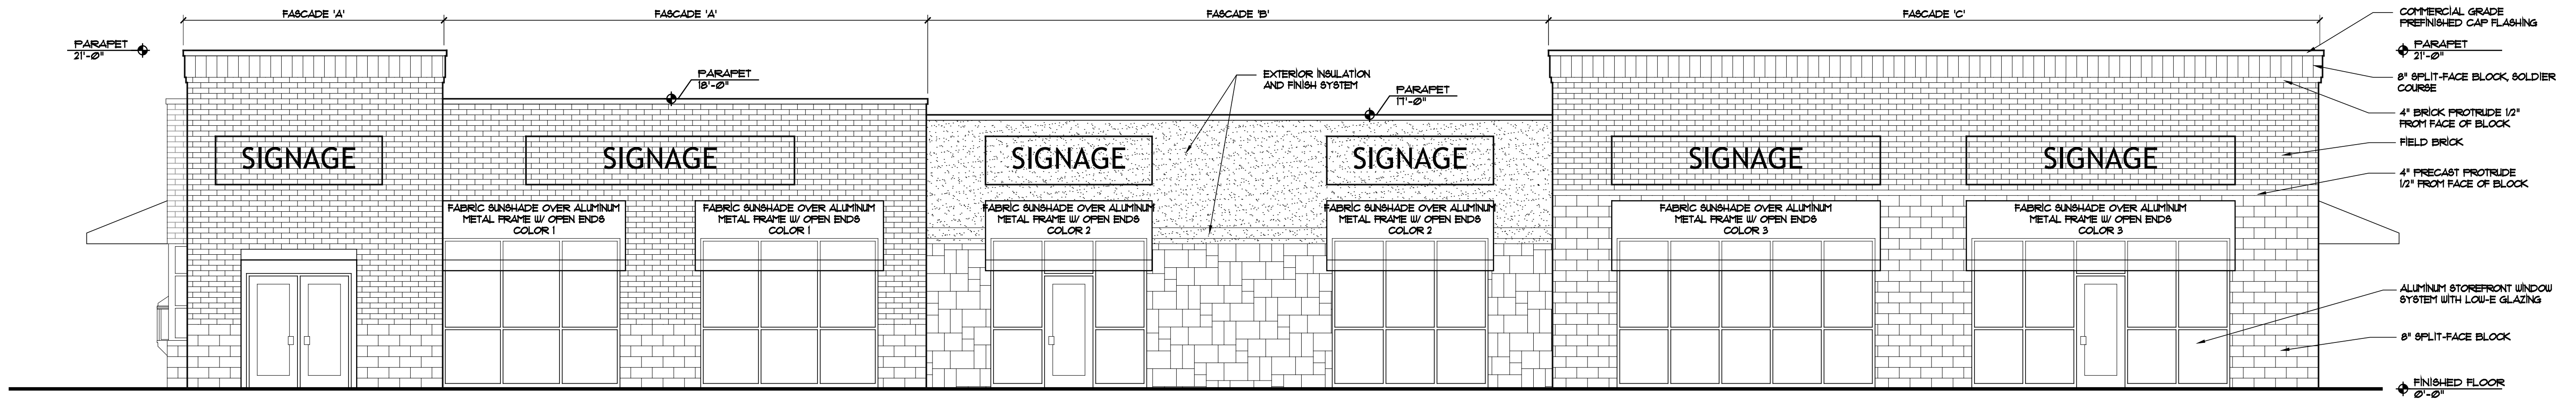 FASCADE 'A'
FASCADE 'A'
FASCADE 'B'
FASCADE 'C'
COMMERCIAL GRADE
PREFINISHED CAP FLASHING
PARAPET
21'-0"
PARAPET
21'-0"
PARAPET
18'-0"
EXTERIOR INSULATION
AND FINISH SYSTEM
PARAPET
17'-0"
8" SPLIT-FACE BLOCK, SOLDIER
COURSE
4" BRICK PROTRUDE 1/2"
FROM FACE OF BLOCK
FIELD BRICK
SIGNAGE
SIGNAGE
SIGNAGE
SIGNAGE
SIGNAGE
SIGNAGE
4" PRECAST PROTRUDE
1/2" FROM FACE OF BLOCK
FABRIC SUNSHADE OVER ALUMINUM
METAL FRAME W/ OPEN ENDS
COLOR 1
FABRIC SUNSHADE OVER ALUMINUM
METAL FRAME W/ OPEN ENDS
COLOR 1
FABRIC SUNSHADE OVER ALUMINUM
METAL FRAME W/ OPEN ENDS
COLOR 2
FABRIC SUNSHADE OVER ALUMINUM
METAL FRAME W/ OPEN ENDS
COLOR 2
FABRIC SUNSHADE OVER ALUMINUM
METAL FRAME W/ OPEN ENDS
COLOR 3
FABRIC SUNSHADE OVER ALUMINUM
METAL FRAME W/ OPEN ENDS
COLOR 3
ALUMINUM STOREFRONT WINDOW
SYSTEM WITH LOW-E GLAZING
8" SPLIT-FACE BLOCK
FINISHED FLOOR
0'-0"